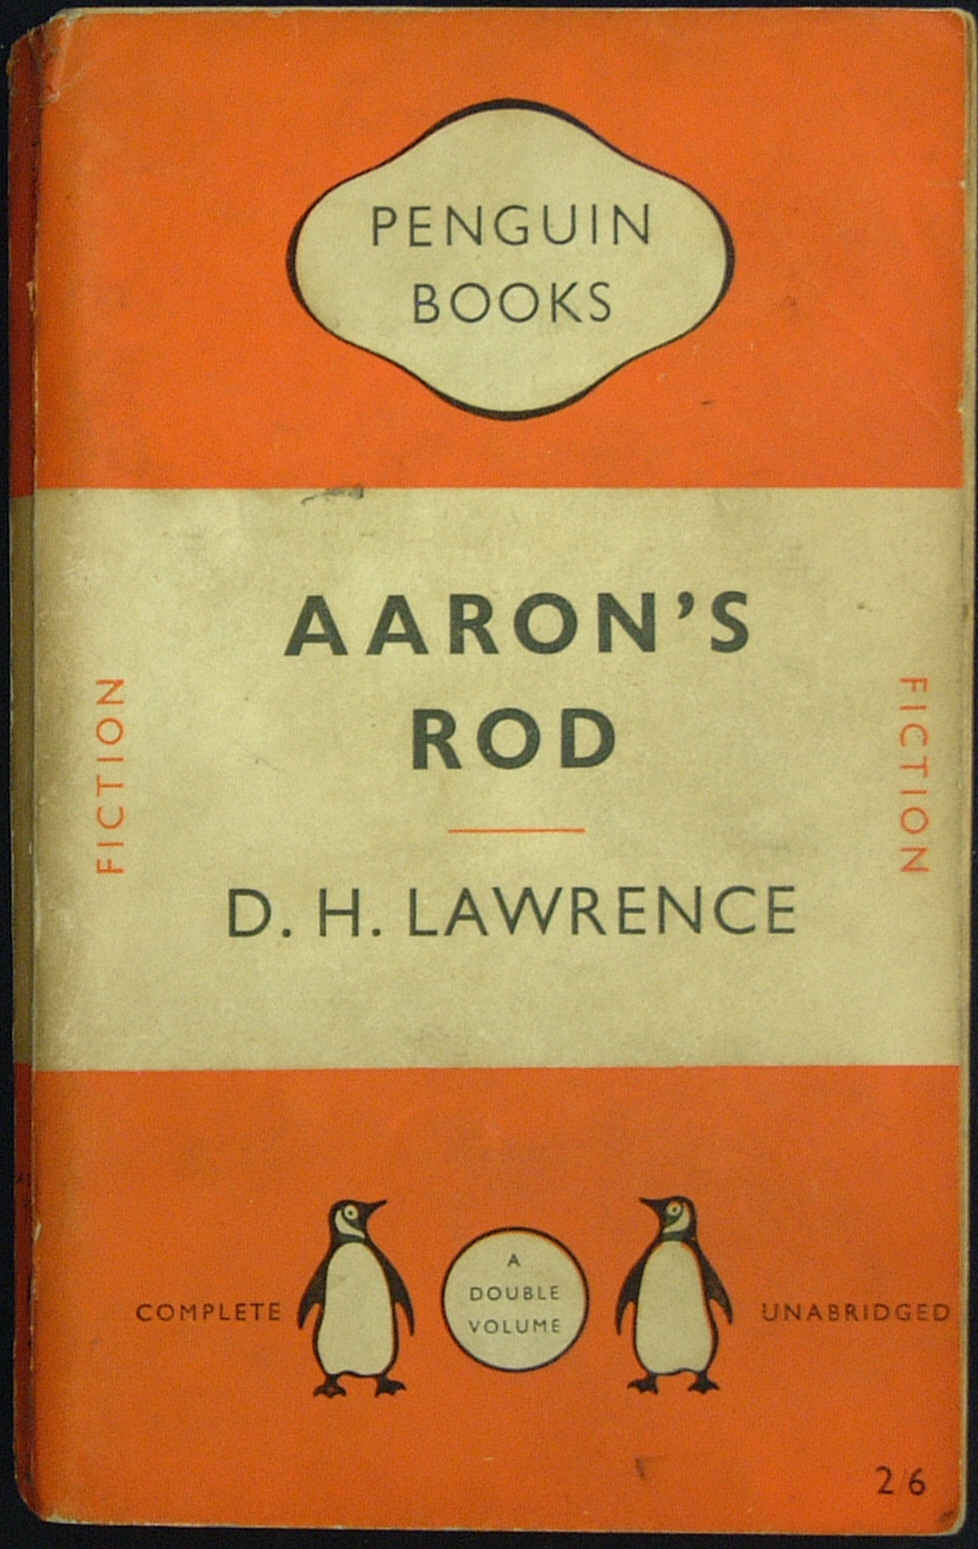 PENGUIN
BOOKS
AARON’S
ROD
FICTION
FICTION
D. H. LAWRENCE
COMPLETE
A
DOUBLE
VOLUME
UNABRIDGED
2/6